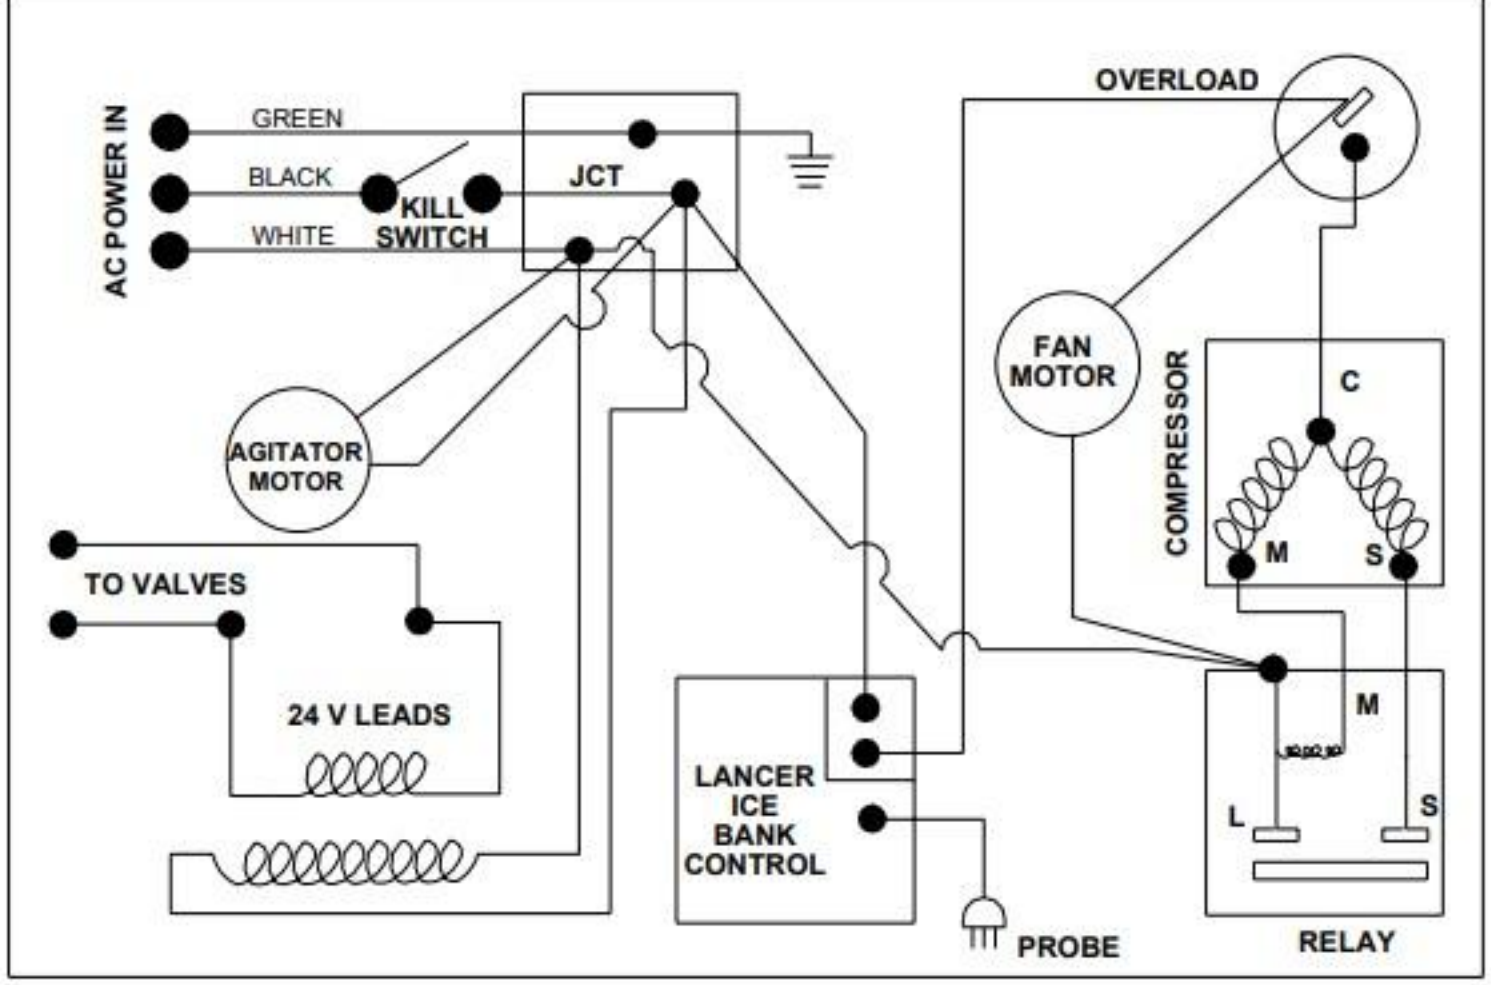 OVERLOAD
AC POWER IN
GREEN
BLACK
JCT
KILL
WHITE
SWITCH
FAN
MOTOR
COMPRESSOR
C
AGITATOR
MOTOR
M
S
TO VALVES
24 V LEADS
M
LANCER
ICE
BANK
CONTROL
L
S
PROBE
RELAY